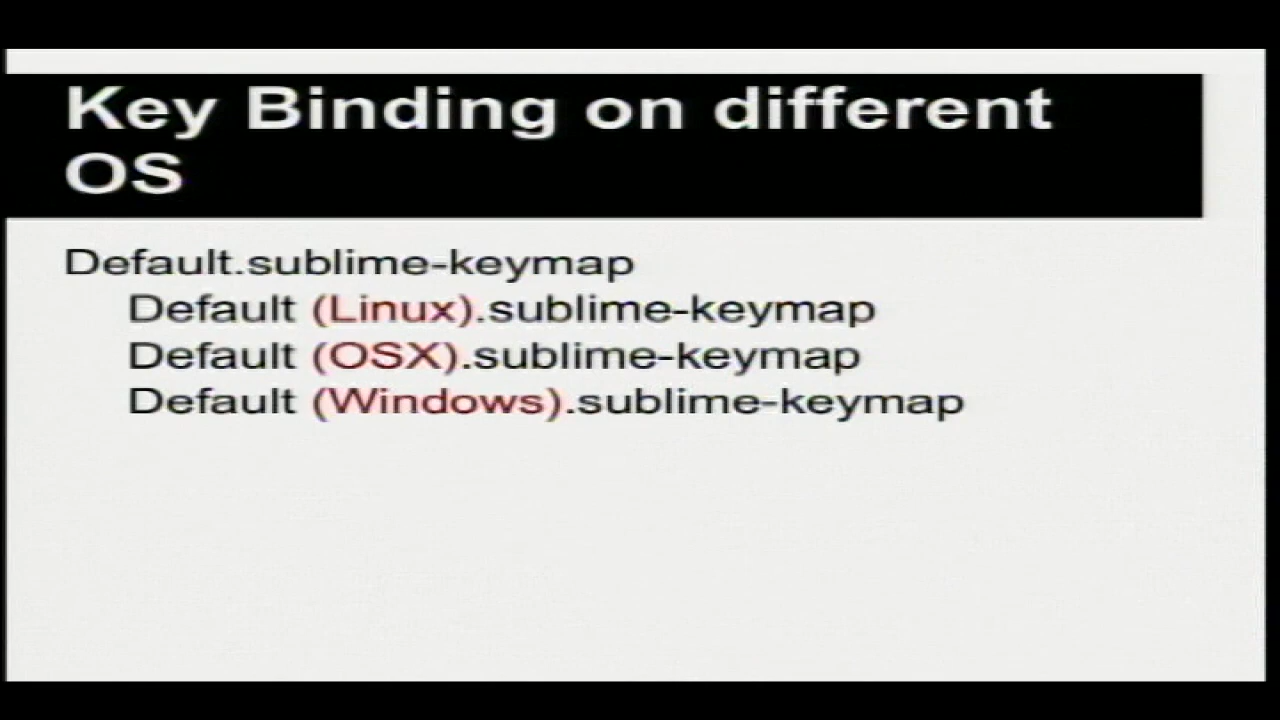 Key Binding on different
OS
Default.sublime-keymap
Default (Linux).sublime-keymap
Default (OSX).sublime-keymap
Default (Windows).sublime-keymap